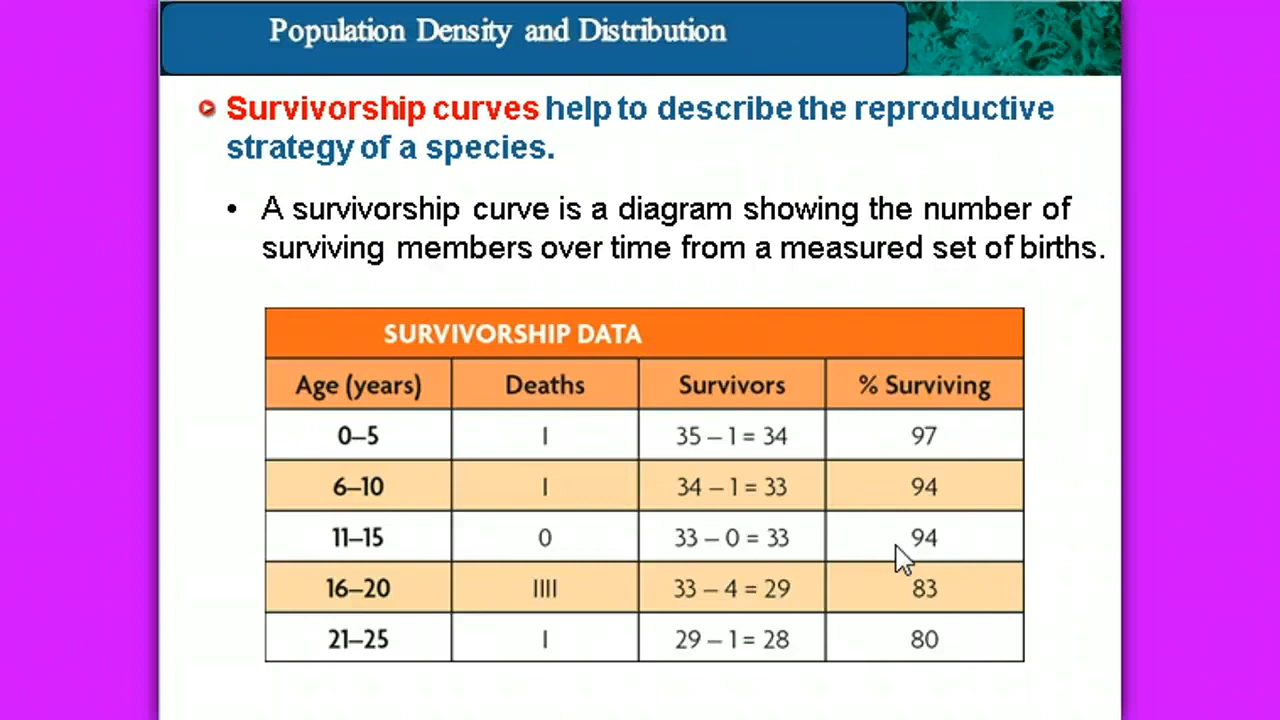 Population Density and Distribution
Survivorship curves help to describe the reproductive
strategy of a species.
• A survivorship curve is a diagram showing the number of
surviving members over time from a measured set of births.
SURVIVORSHIP DATA
Age (years) Deaths Survivors % Surviving
0–5 I 35 – 1 = 34 97
6–10 I 34 – 1 = 33 94
11–15 0 33 – 0 = 33 94
16–20 IIII 33 – 4 = 29 83
21–25 I 29 – 1 = 28 80